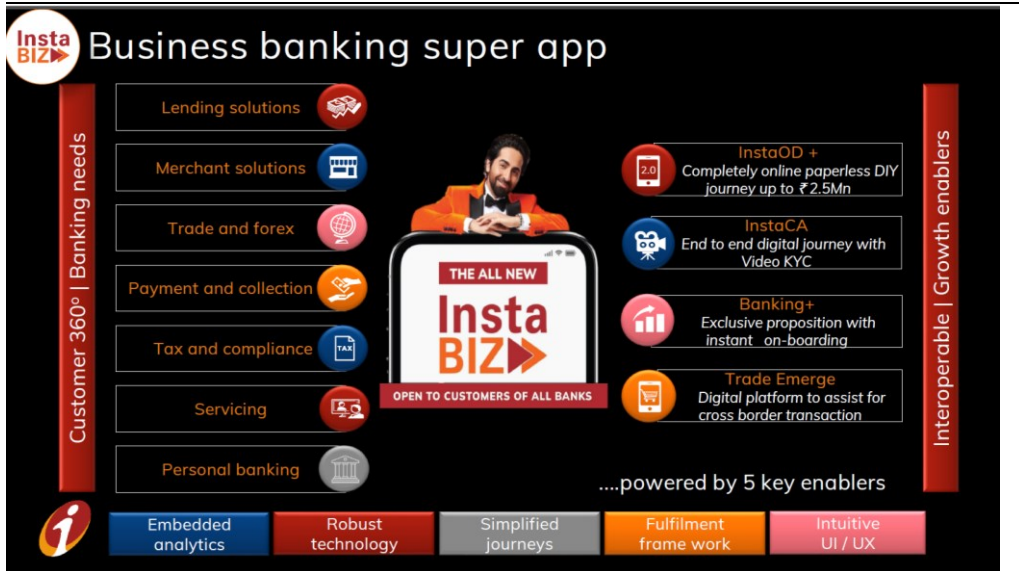 Insta
BIZ
Business banking super app
Customer 360° | Banking needs
Lending solutions
Merchant solutions
Trade and forex
Payment and collection
Tax and compliance
TAX
Servicing
Personal banking
THE ALL NEW
Insta
BIZ
OPEN TO CUSTOMERS OF ALL BANKS
2.0
InstaOD +
Completely online paperless DIY
journey up to ₹2.5Mn
InstaCA
End to end digital journey with
Video KYC
Banking+
Exclusive proposition with
instant on-boarding
Trade Emerge
Digital platform to assist for
cross border transaction
Interoperable | Growth enablers
....powered by 5 key enablers
Embedded
analytics
Robust
technology
Simplified
journeys
Fulfilment
frame work
Intuitive
UI / UX